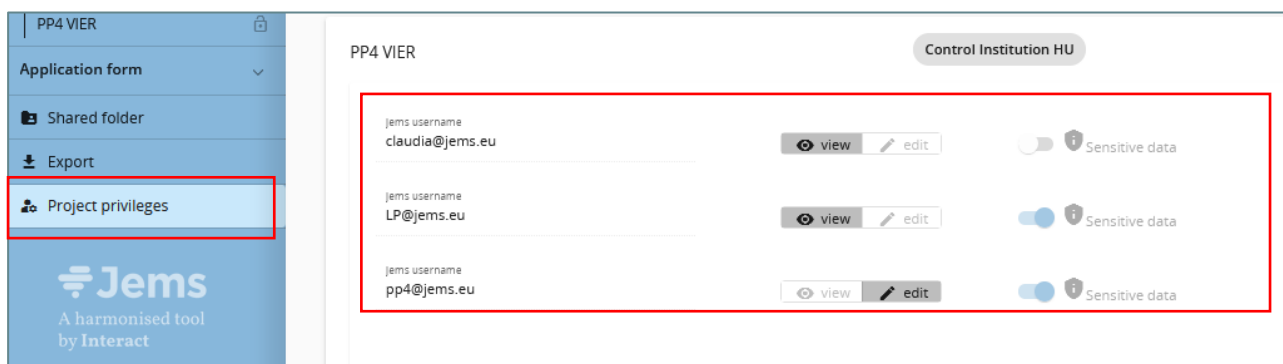 PP4 VIER
Application form
Shared folder
Export
Project privileges
Jems
A harmonised tool
by Interact
PP4 VIER
Control Institution HU
Jems username
claudia@jems.eu
view
edit
Sensitive data
Jems username
LP@jems.eu
view
edit
Sensitive data
Jems username
pp4@jems.eu
view
edit
Sensitive data